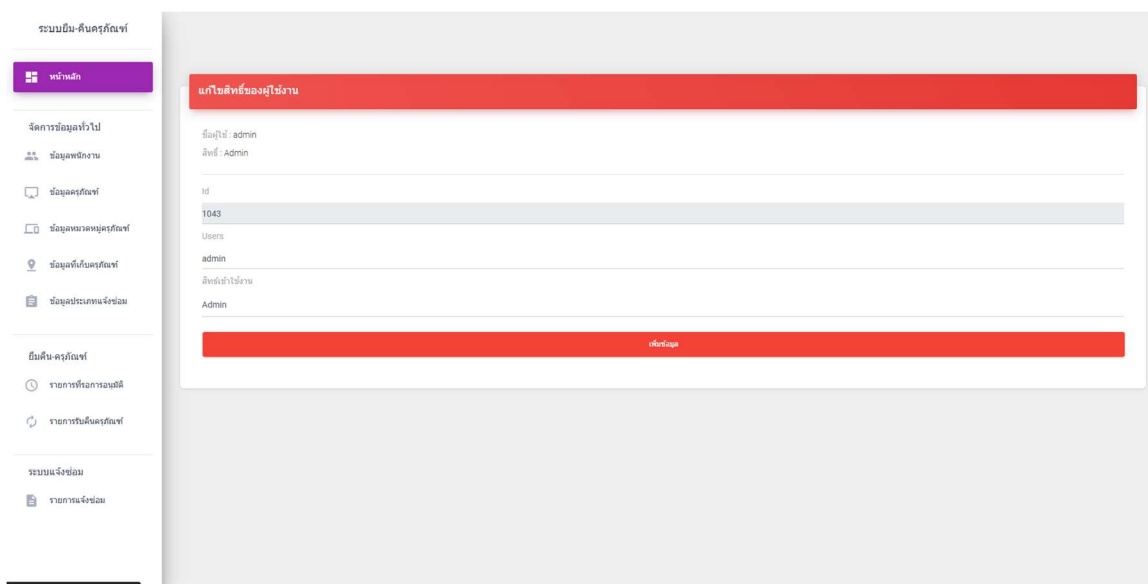 ระบบยืม-คืนครุภัณฑ์
หน้าหลัก
จัดการข้อมูลทั่วไป
ข้อมูลพนักงาน
ข้อมูลครุภัณฑ์
ข้อมูลหมวดหมู่ครุภัณฑ์
ข้อมูลที่เก็บครุภัณฑ์
ข้อมูลประเภทแจ้งซ่อม
ยืมคืน-ครุภัณฑ์
รายการที่รอการอนุมัติ
รายการรับคืนครุภัณฑ์
ระบบแจ้งซ่อม
รายการแจ้งซ่อม
แก้ไขสิทธิ์ของผู้ใช้งาน
ชื่อผู้ใช้ : admin
สิทธิ์ : Admin
Id
1043
Users
admin
สิทธ์เข้าใช้งาน
Admin
เพิ่มข้อมูล